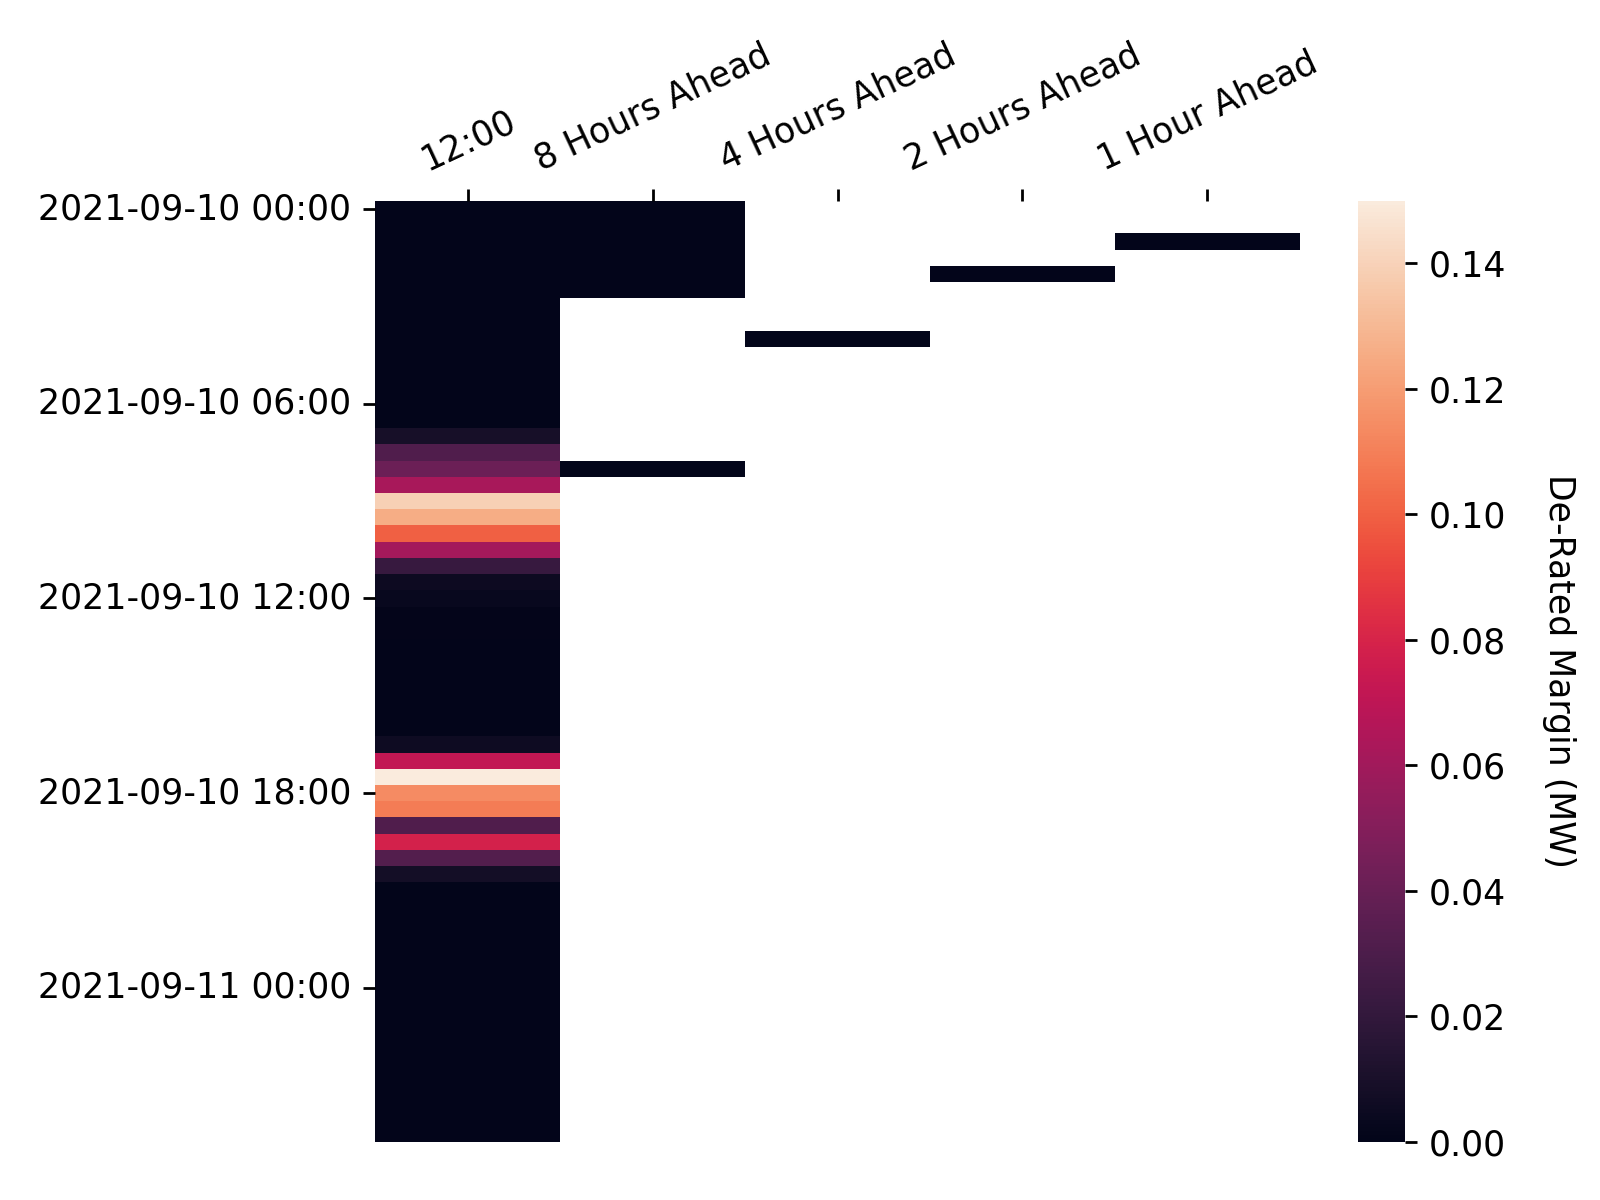 12:00
8 Hours Ahead
4 Hours Ahead
2 Hours Ahead
1 Hour Ahead
2021-09-10 00:00
2021-09-10 06:00
2021-09-10 12:00
2021-09-10 18:00
2021-09-11 00:00
0.14
0.12
0.10
0.08
0.06
0.04
0.02
0.00
De-Rated Margin (MW)